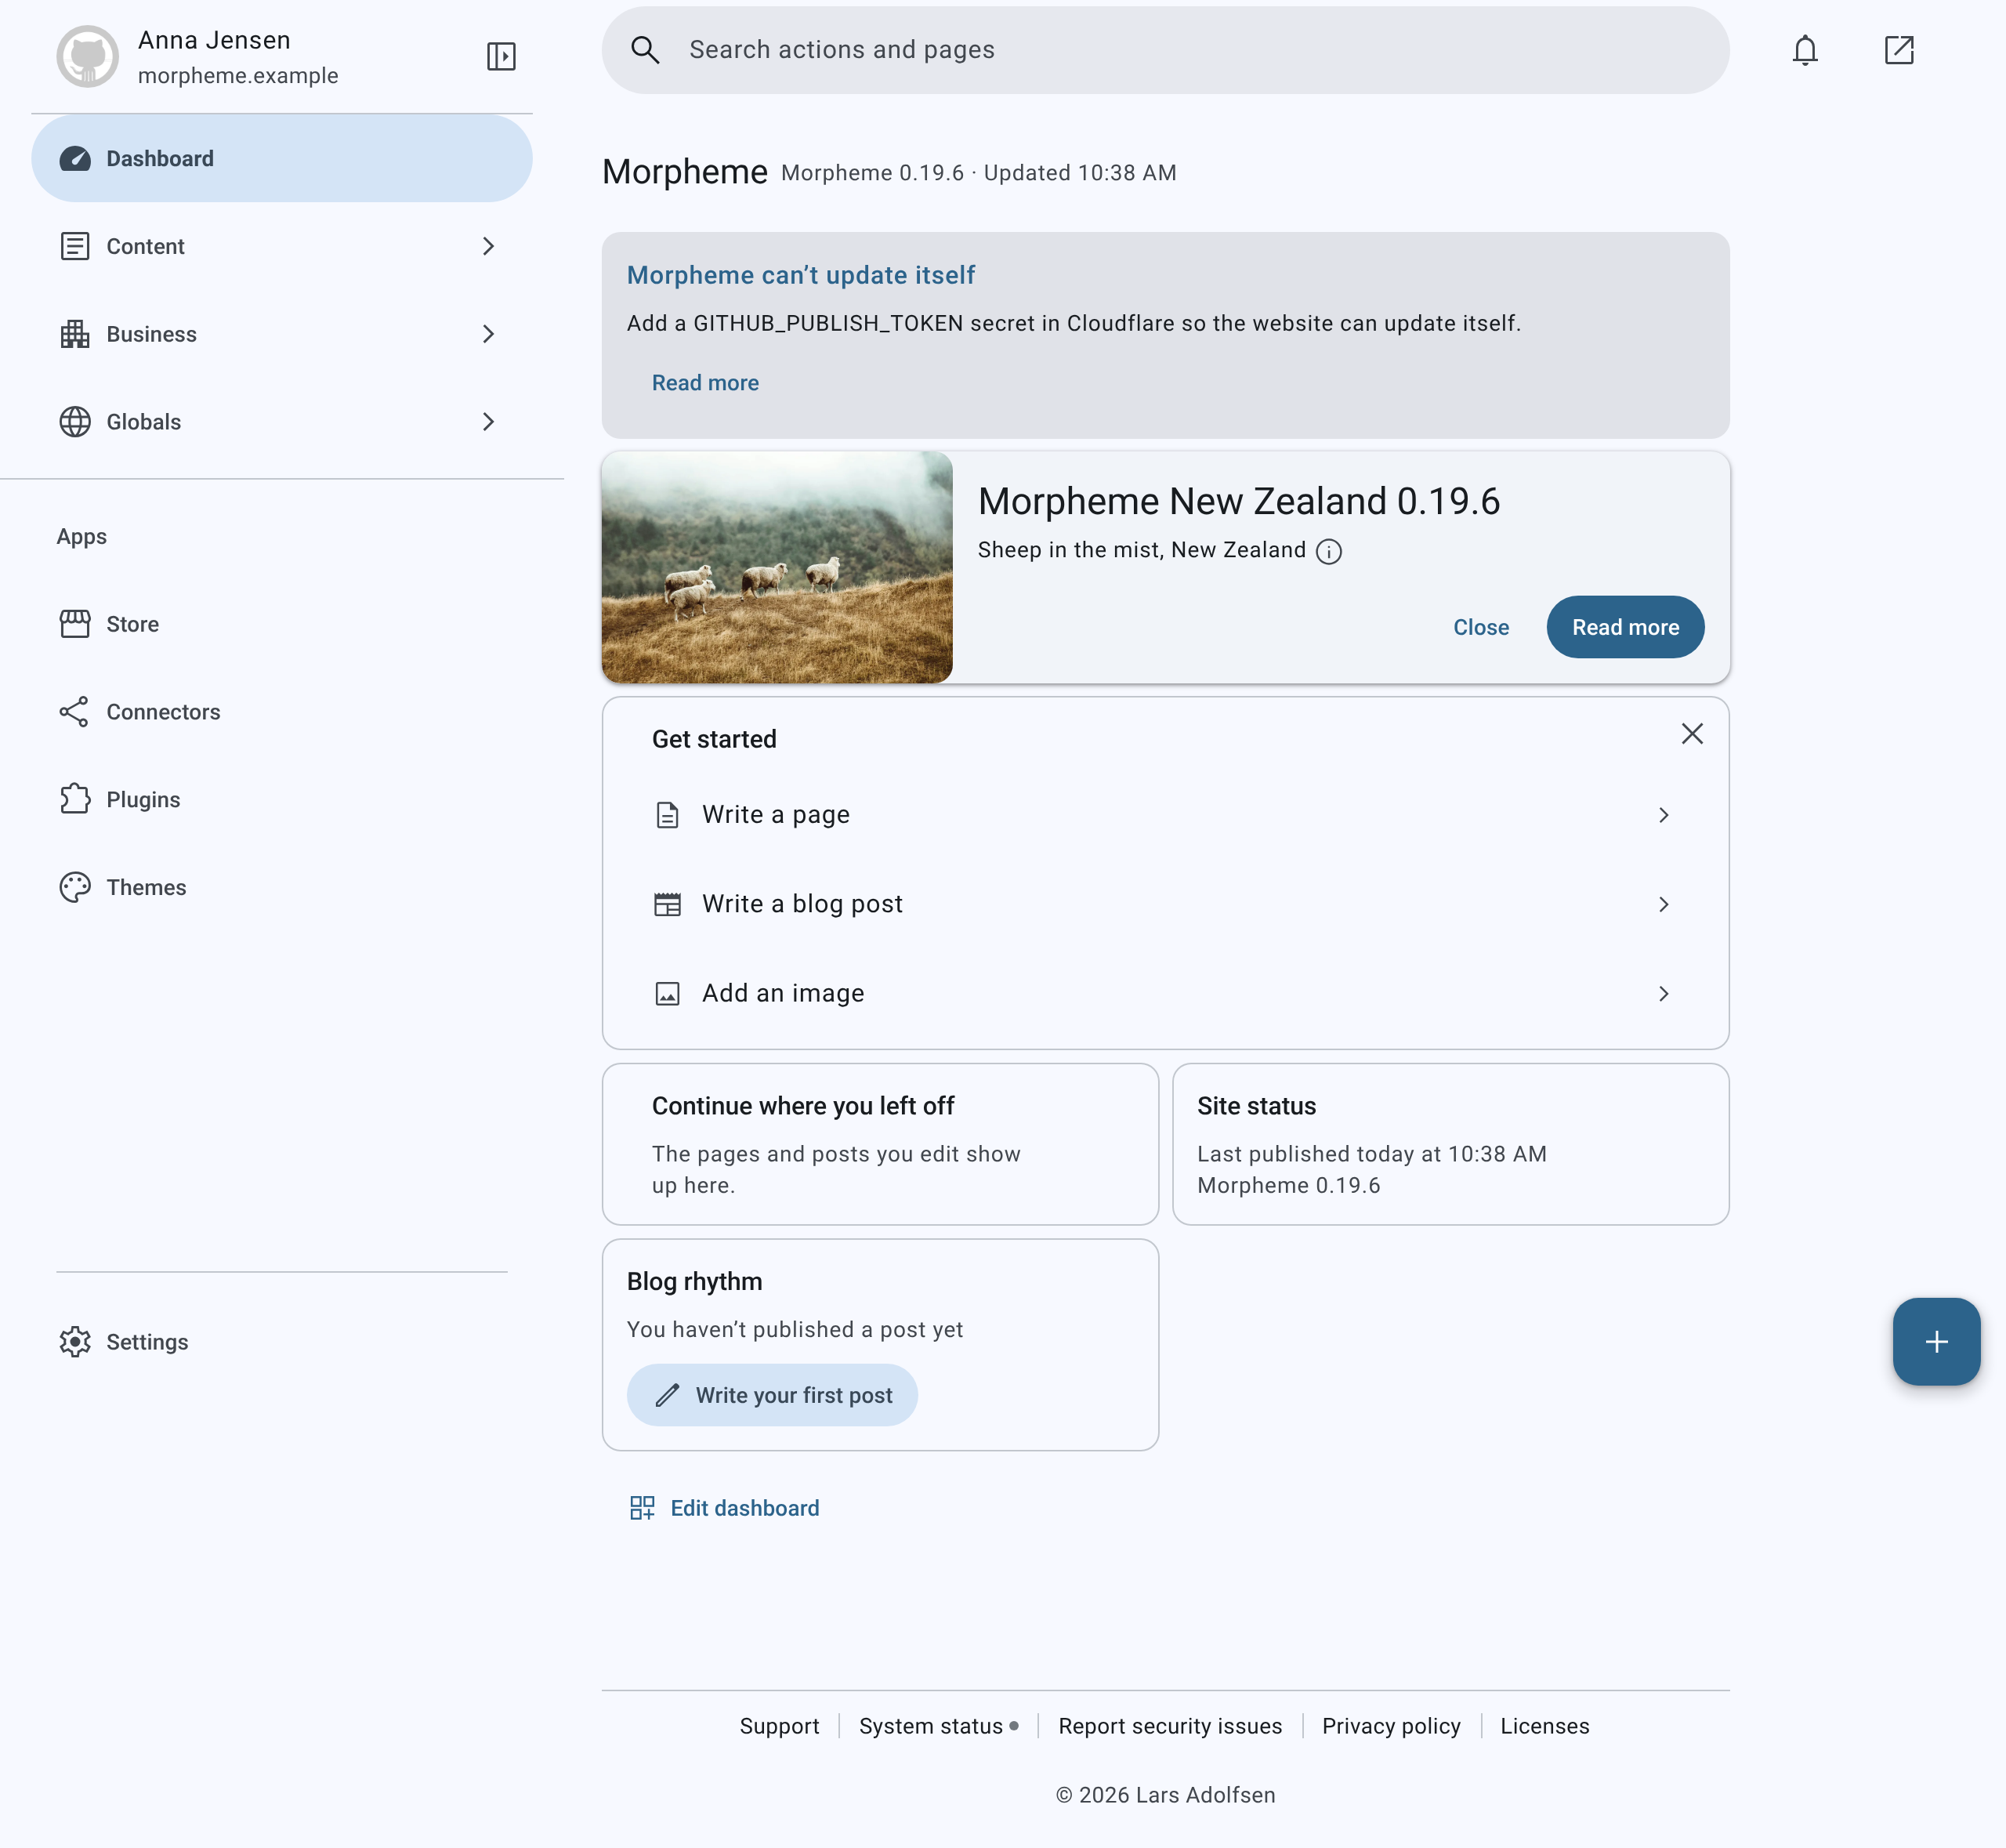 Anna Jensen
morpheme.example
Dashboard
Content
Business
Globals
Apps
Store
Connectors
Plugins
Themes
Settings
Search actions and pages
Morpheme Morpheme 0.19.6 · Updated 10:38 AM
Morpheme can’t update itself
Add a GITHUB_PUBLISH_TOKEN secret in Cloudflare so the website can update itself.
Read more
Morpheme New Zealand 0.19.6
Sheep in the mist, New Zealand
Close Read more
Get started
Write a page
Write a blog post
Add an image
Continue where you left off
The pages and posts you edit show
up here.
Site status
Last published today at 10:38 AM
Morpheme 0.19.6
Blog rhythm
You haven’t published a post yet
Write your first post
Edit dashboard
Support System status Report security issues Privacy policy Licenses
© 2026 Lars Adolfsen